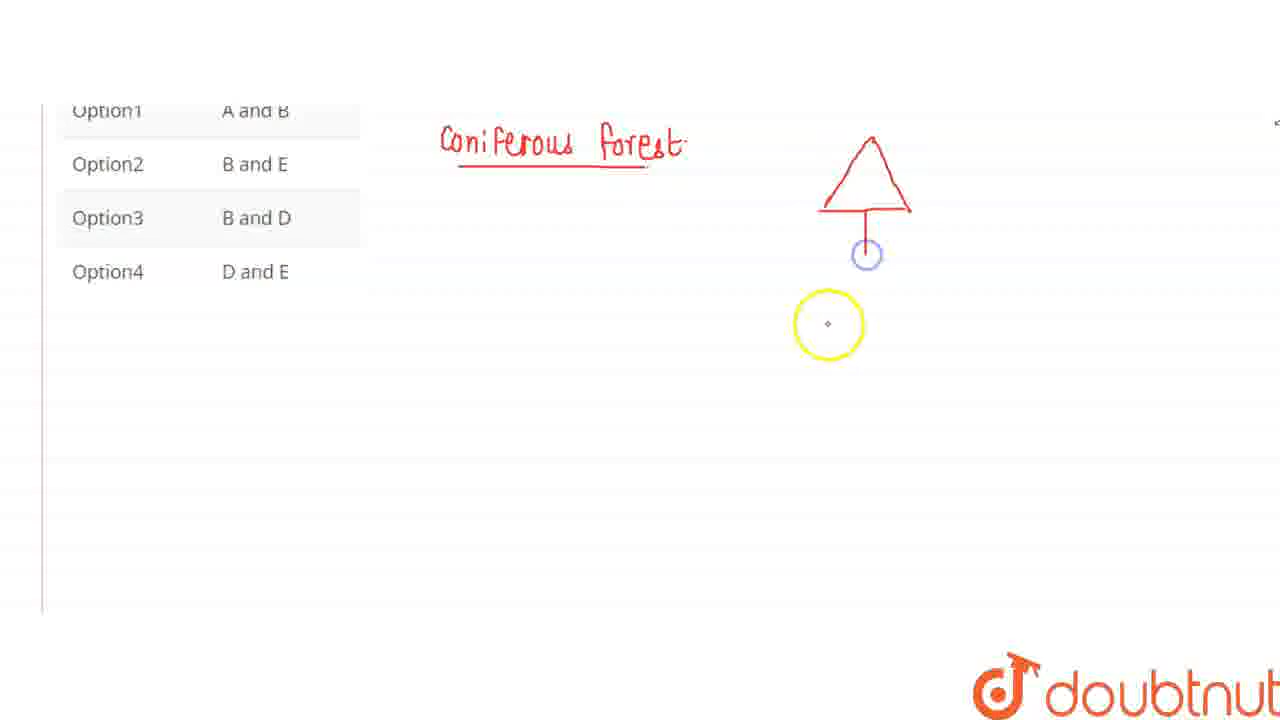 Option1 A and B
Coniferous forest
Option2 B and E
Option3 B and D
Option4 D and E
doubtnut